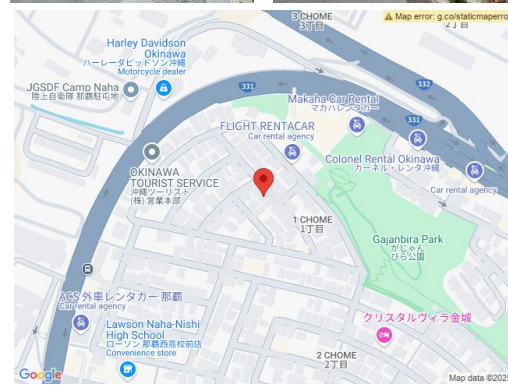 3 CHOME
3丁目
2丁目
Map error: g.co/staticmaperro
Harley Davidson
Okinawa
ハーレーダビッドソン沖縄
Motorcycle dealer
JGSDF Camp Naha
陸上自衛隊 那覇駐屯地
331
332
Makaha Car Rental
マカハレンタカー
331
FLIGHT RENTACAR
Car rental agency
Colonel Rental Okinawa
カーネル・レンタ沖縄
Car rental agency
OKINAWA
TOURIST SERVICE
沖縄ツーリスト
(株) 営業本部
1 CHOME
1丁目
Gajanbira Park
がじゃん
びら公園
ACS 外車レンタカー 那覇
Car rental agency
クリスタルヴィラ金城
Lawson Naha-Nishi
High School
ローソン 那覇西高校前店
Convenience store
2 CHOME
2丁目
Google
Map data ©2025